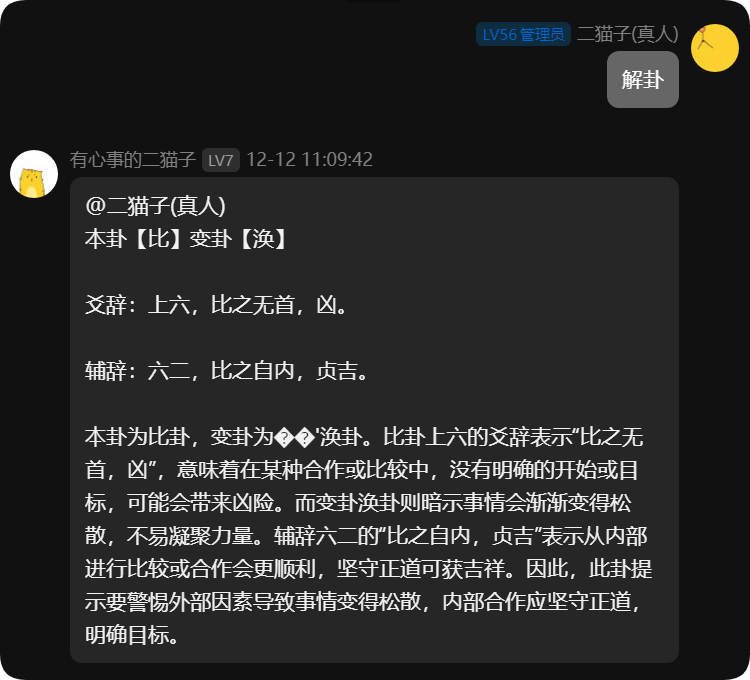 LV56 管理员 二猫子(真人)
解卦
有心事的二猫子 LV7 12-12 11:09:42
@二猫子(真人)
本卦【比】变卦【涣】
爻辞：上六，比之无首，凶。
辅辞：六二，比之自内，贞吉。
本卦为比卦，变卦为��'涣卦。比卦上六的爻辞表示“比之无
首，凶”，意味着在某种合作或比较中，没有明确的开始或目
标，可能会带来凶险。而变卦涣卦则暗示事情会渐渐变得松
散，不易凝聚力量。辅辞六二的“比之自内，贞吉”表示从内部
进行比较或合作会更顺利，坚守正道可获吉祥。因此，此卦提
示要警惕外部因素导致事情变得松散，内部合作应坚守正道，
明确目标。